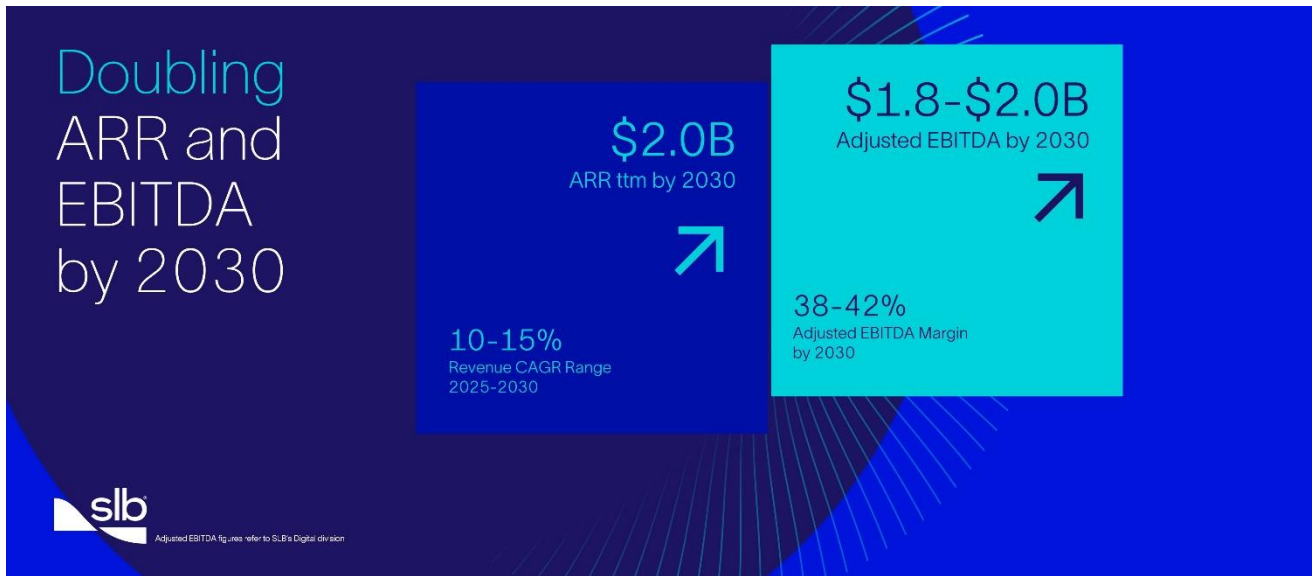 Doubling
ARR and
EBITDA
by 2030
$2.0B
ARR ttm by 2030
10-15%
Revenue CAGR Range
2025-2030
$1.8-$2.0B
Adjusted EBITDA by 2030
38-42%
Adjusted EBITDA Margin
by 2030
slb
Adjusted EBITDA figures refer to SLB's Digital division